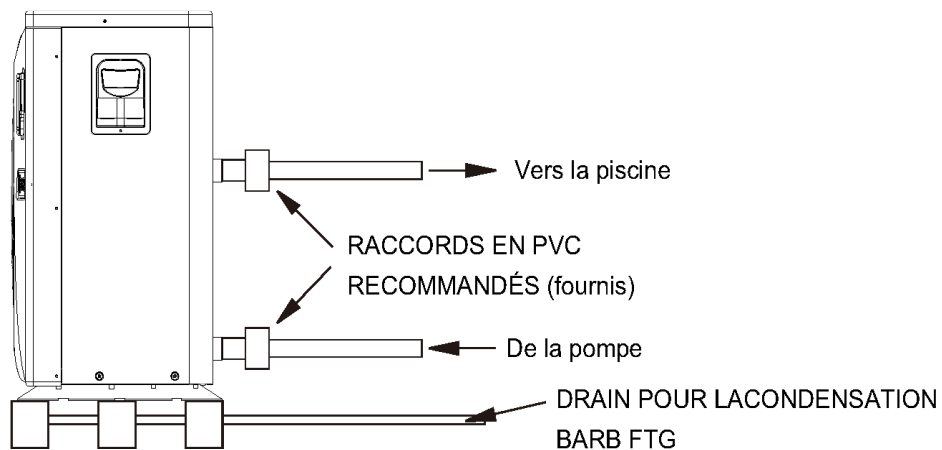 Vers la piscine
RACCORDS EN PVC
RECOMMANDÉS (fournis)
De la pompe
DRAIN POUR LACONDENSATION
BARB FTG